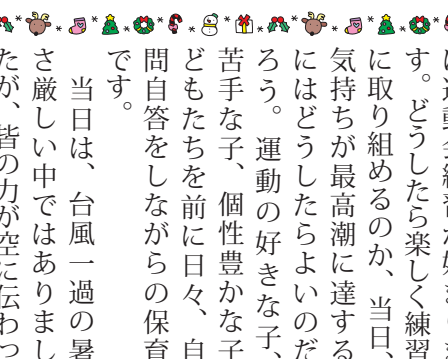 す。どうしたら楽しく練習
に取り組めるのか、当日、
気持ちが最高潮に達する
にはどうしたらよいのだ
ろう。運動の好きな子、
苦手な子、個性豊かな子
どもたちを前に日々、自
問自答をしながらの保育
です。
当日は、台風一過の暑
さ厳しい中ではありまし
たが、皆の力が空に伝わっ